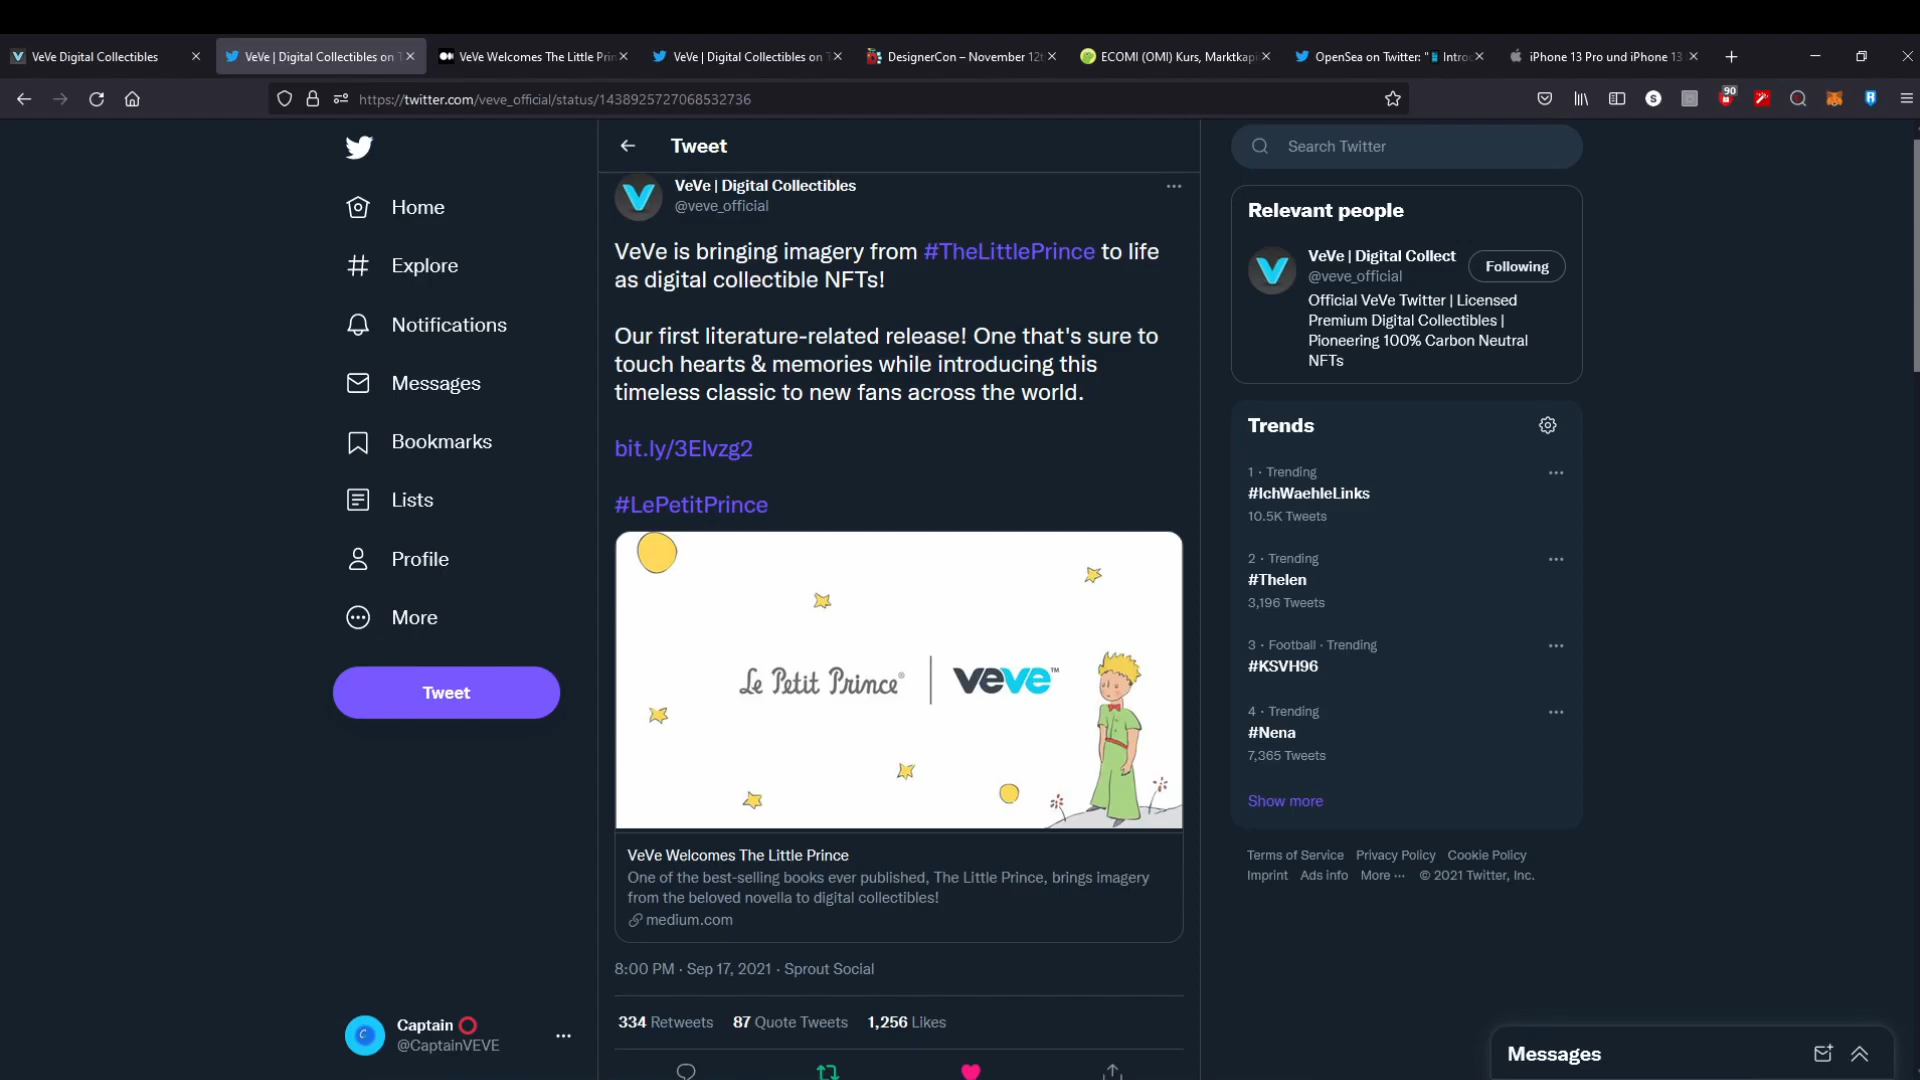 VeVe Digital Collectibles
VeVe | Digital Collectibles on T
VeVe Welcomes The Little Prin
VeVe | Digital Collectibles on T
DesignerCon – November 12t
ECOMI (OMI) Kurs, Marktkapi
OpenSea on Twitter: " Intro
iPhone 13 Pro und iPhone 13
https://twitter.com/veve_official/status/1438925727068532736
90
Home
Explore
Notifications
Messages
Bookmarks
Lists
Profile
More
Tweet
Captain
@CaptainVEVE
Tweet
VeVe | Digital Collectibles
@veve_official
VeVe is bringing imagery from #TheLittlePrince to life
as digital collectible NFTs!
Our first literature-related release! One that's sure to
touch hearts & memories while introducing this
timeless classic to new fans across the world.
bit.ly/3Elvzg2
#LePetitPrince
Le Petit Prince® | veve™
VeVe Welcomes The Little Prince
One of the best-selling books ever published, The Little Prince, brings imagery
from the beloved novella to digital collectibles!
medium.com
8:00 PM · Sep 17, 2021 · Sprout Social
334 Retweets 87 Quote Tweets 1,256 Likes
Search Twitter
Relevant people
VeVe | Digital Collect
@veve_official
Following
Official VeVe Twitter | Licensed
Premium Digital Collectibles |
Pioneering 100% Carbon Neutral
NFTs
Trends
1 · Trending
#IchWaehleLinks
10.5K Tweets
2 · Trending
#Thelen
3,196 Tweets
3 · Football · Trending
#KSVH96
4 · Trending
#Nena
7,365 Tweets
Show more
Terms of Service Privacy Policy Cookie Policy
Imprint Ads info More ··· © 2021 Twitter, Inc.
Messages